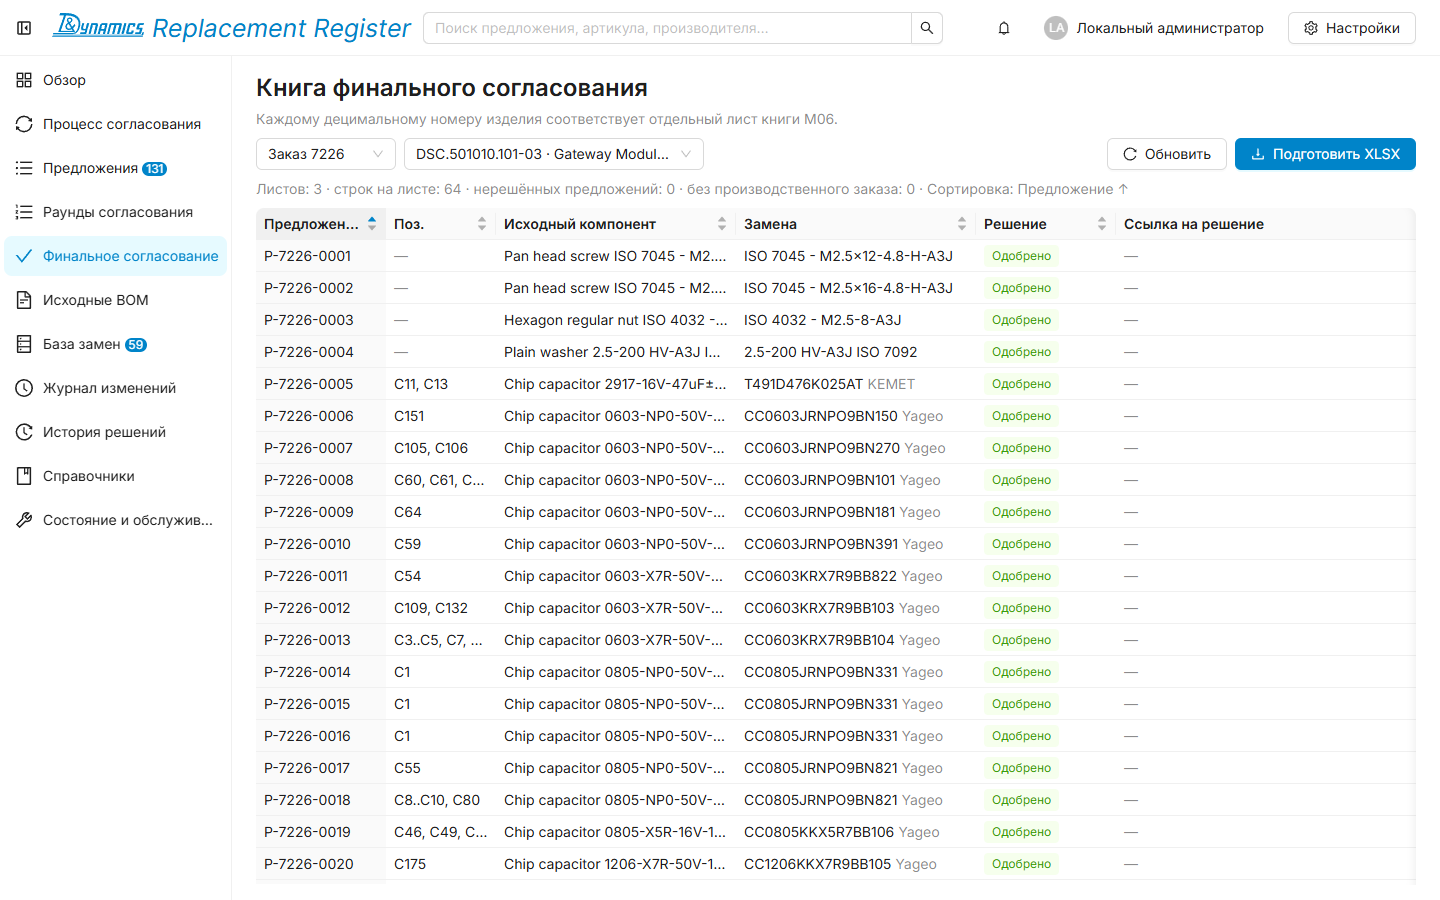 D&Dynamics Replacement Register
Поиск предложения, артикула, производителя...
LA Локальный администратор
Настройки
Обзор
Процесс согласования
Предложения 131
Раунды согласования
Финальное согласование
Исходные BOM
База замен 59
Журнал изменений
История решений
Справочники
Состояние и обслужив...
Книга финального согласования
Каждому децимальному номеру изделия соответствует отдельный лист книги M06.
Заказ 7226
DSC.501010.101-03 · Gateway Modul...
Обновить
Подготовить XLSX
Листов: 3 · строк на листе: 64 · нерешённых предложений: 0 · без производственного заказа: 0 · Сортировка: Предложение ↑
Предложен... Поз. Исходный компонент Замена Решение Ссылка на решение
P-7226-0001 — Pan head screw ISO 7045 - M2.... ISO 7045 - M2.5×12-4.8-H-A3J Одобрено —
P-7226-0002 — Pan head screw ISO 7045 - M2.... ISO 7045 - M2.5×16-4.8-H-A3J Одобрено —
P-7226-0003 — Hexagon regular nut ISO 4032 -... ISO 4032 - M2.5-8-A3J Одобрено —
P-7226-0004 — Plain washer 2.5-200 HV-A3J I... 2.5-200 HV-A3J ISO 7092 Одобрено —
P-7226-0005 C11, C13 Chip capacitor 2917-16V-47uF±... T491D476K025AT KEMET Одобрено —
P-7226-0006 C151 Chip capacitor 0603-NP0-50V-... CC0603JRNPO9BN150 Yageo Одобрено —
P-7226-0007 C105, C106 Chip capacitor 0603-NP0-50V-... CC0603JRNPO9BN270 Yageo Одобрено —
P-7226-0008 C60, C61, C... Chip capacitor 0603-NP0-50V-... CC0603JRNPO9BN101 Yageo Одобрено —
P-7226-0009 C64 Chip capacitor 0603-NP0-50V-... CC0603JRNPO9BN181 Yageo Одобрено —
P-7226-0010 C59 Chip capacitor 0603-NP0-50V-... CC0603JRNPO9BN391 Yageo Одобрено —
P-7226-0011 C54 Chip capacitor 0603-X7R-50V-... CC0603KRX7R9BB822 Yageo Одобрено —
P-7226-0012 C109, C132 Chip capacitor 0603-X7R-50V-... CC0603KRX7R9BB103 Yageo Одобрено —
P-7226-0013 C3..C5, C7, ... Chip capacitor 0603-X7R-50V-... CC0603KRX7R9BB104 Yageo Одобрено —
P-7226-0014 C1 Chip capacitor 0805-NP0-50V-... CC0805JRNPO9BN331 Yageo Одобрено —
P-7226-0015 C1 Chip capacitor 0805-NP0-50V-... CC0805JRNPO9BN331 Yageo Одобрено —
P-7226-0016 C1 Chip capacitor 0805-NP0-50V-... CC0805JRNPO9BN331 Yageo Одобрено —
P-7226-0017 C55 Chip capacitor 0805-NP0-50V-... CC0805JRNPO9BN821 Yageo Одобрено —
P-7226-0018 C8..C10, C80 Chip capacitor 0805-NP0-50V-... CC0805JRNPO9BN821 Yageo Одобрено —
P-7226-0019 C46, C49, C... Chip capacitor 0805-X5R-16V-1... CC0805KKX5R7BB106 Yageo Одобрено —
P-7226-0020 C175 Chip capacitor 1206-X7R-50V-1... CC1206KKX7R9BB105 Yageo Одобрено —